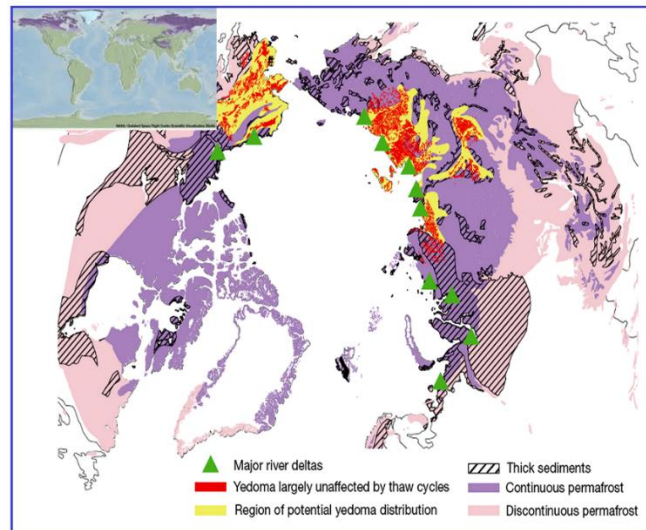 Major river deltas
Yedoma largely unaffected by thaw cycles
Region of potential yedoma distribution
Thick sediments
Continuous permafrost
Discontinuous permafrost